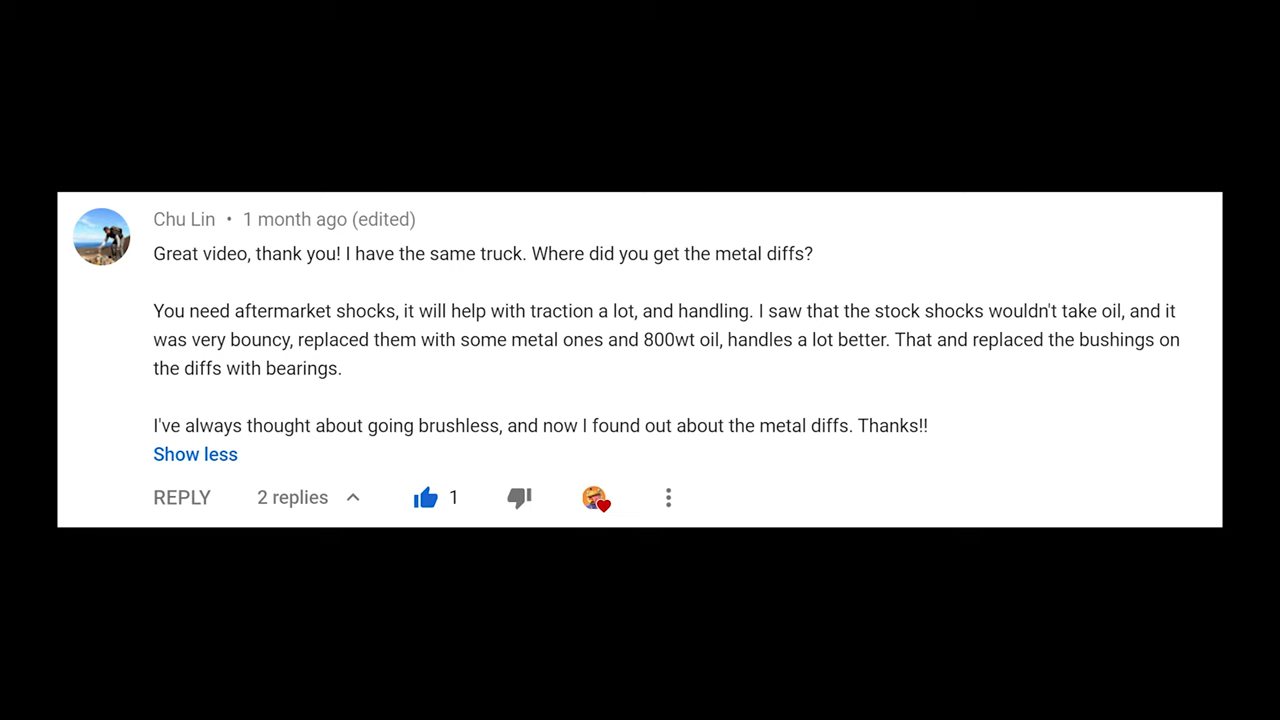 Chu Lin • 1 month ago (edited)
Great video, thank you! I have the same truck. Where did you get the metal diffs?
You need aftermarket shocks, it will help with traction a lot, and handling. I saw that the stock shocks wouldn't take oil, and it
was very bouncy, replaced them with some metal ones and 800wt oil, handles a lot better. That and replaced the bushings on
the diffs with bearings.
I've always thought about going brushless, and now I found out about the metal diffs. Thanks!!
Show less
REPLY 2 replies 1